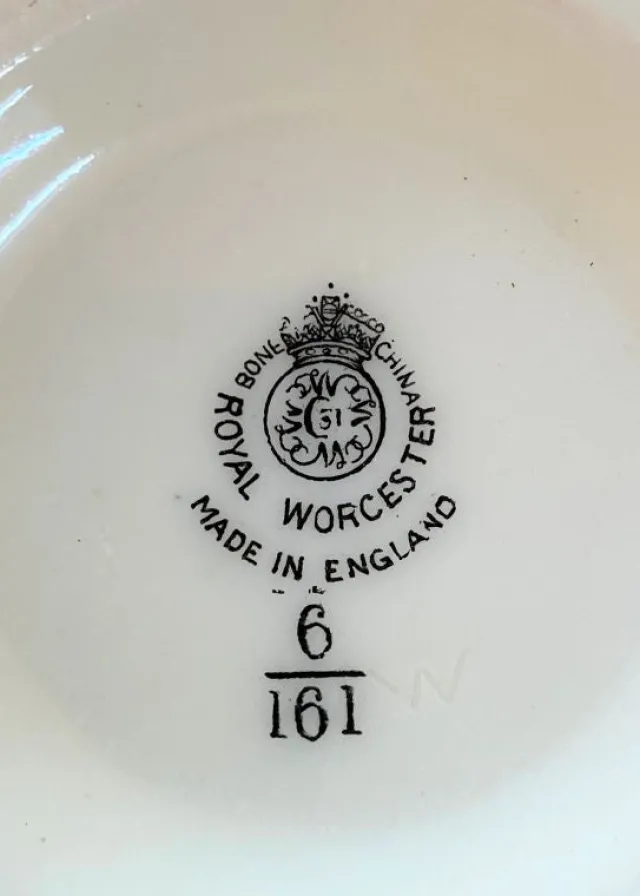 BONE CHINA
51
ROYAL WORCESTER
MADE IN ENGLAND
6
161